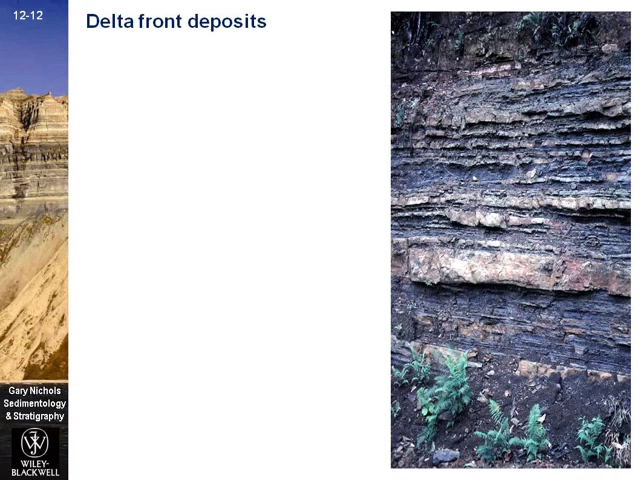 12-12
Delta front deposits
Gary Nichols
Sedimentology
& Stratigraphy
WILEY-
BLACKWELL